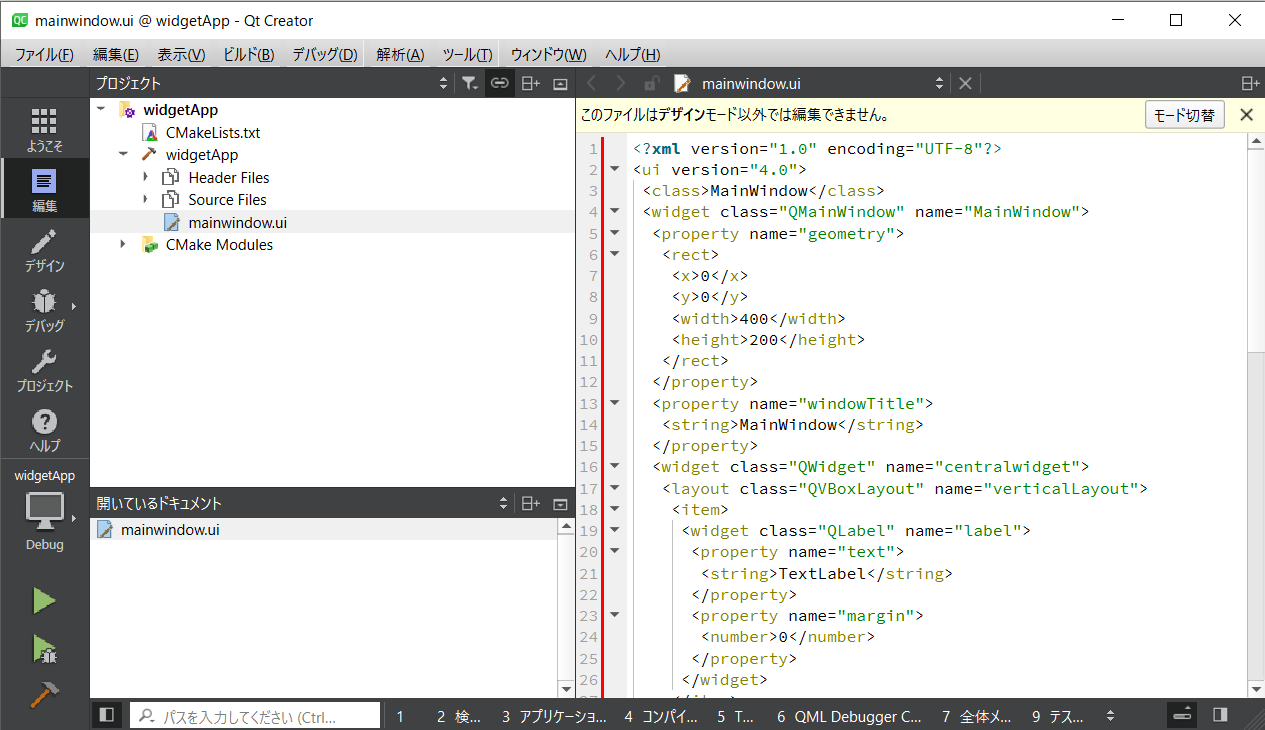 mainwindow.ui @ widgetApp - Qt Creator
ファイル(F) 編集(E) 表示(V) ビルド(B) デバッグ(D) 解析(A) ツール(T) ウィンドウ(W) ヘルプ(H)
ようこそ
編集
デザイン
デバッグ
プロジェクト
ヘルプ
widgetApp
Debug
プロジェクト
widgetApp
CMakeLists.txt
widgetApp
Header Files
Source Files
mainwindow.ui
CMake Modules
開いているドキュメント
mainwindow.ui
mainwindow.ui
このファイルはデザインモード以外では編集できません。 モード切替
1 <?xml version="1.0" encoding="UTF-8"?>
2 <ui version="4.0">
3 <class>MainWindow</class>
4 <widget class="QMainWindow" name="MainWindow">
5 <property name="geometry">
6 <rect>
7 <x>0</x>
8 <y>0</y>
9 <width>400</width>
10 <height>200</height>
11 </rect>
12 </property>
13 <property name="windowTitle">
14 <string>MainWindow</string>
15 </property>
16 <widget class="QWidget" name="centralwidget">
17 <layout class="QVBoxLayout" name="verticalLayout">
18 <item>
19 <widget class="QLabel" name="label">
20 <property name="text">
21 <string>TextLabel</string>
22 </property>
23 <property name="margin">
24 <number>0</number>
25 </property>
26 </widget>
パスを入力してください (Ctrl... 1 2 検... 3 アプリケーショ... 4 コンパイ... 5 T... 6 QML Debugger C... 7 全体メ... 9 テス...